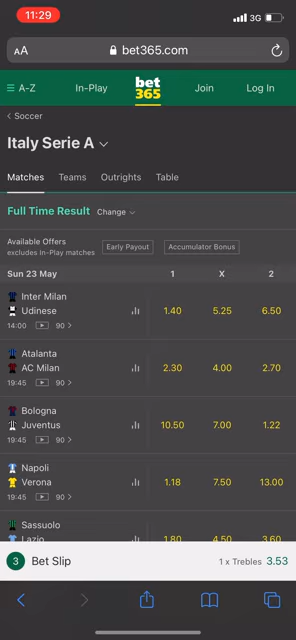 11:29
3G
AA bet365.com
A-Z In-Play bet365 Join Log In
< Soccer
Italy Serie A
Matches Teams Outrights Table
Full Time Result Change
Available Offers
excludes In-Play matches Early Payout Accumulator Bonus
Sun 23 May 1 X 2
Inter Milan
Udinese 1.40 5.25 6.50
14:00 90 >
Atalanta
AC Milan 2.30 4.00 2.70
19:45 90 >
Bologna
Juventus 10.50 7.00 1.22
19:45 90 >
Napoli
Verona 1.18 7.50 13.00
19:45 90 >
Sassuolo
Lazio 1.80 4.50 3.60
3 Bet Slip 1 x Trebles 3.53